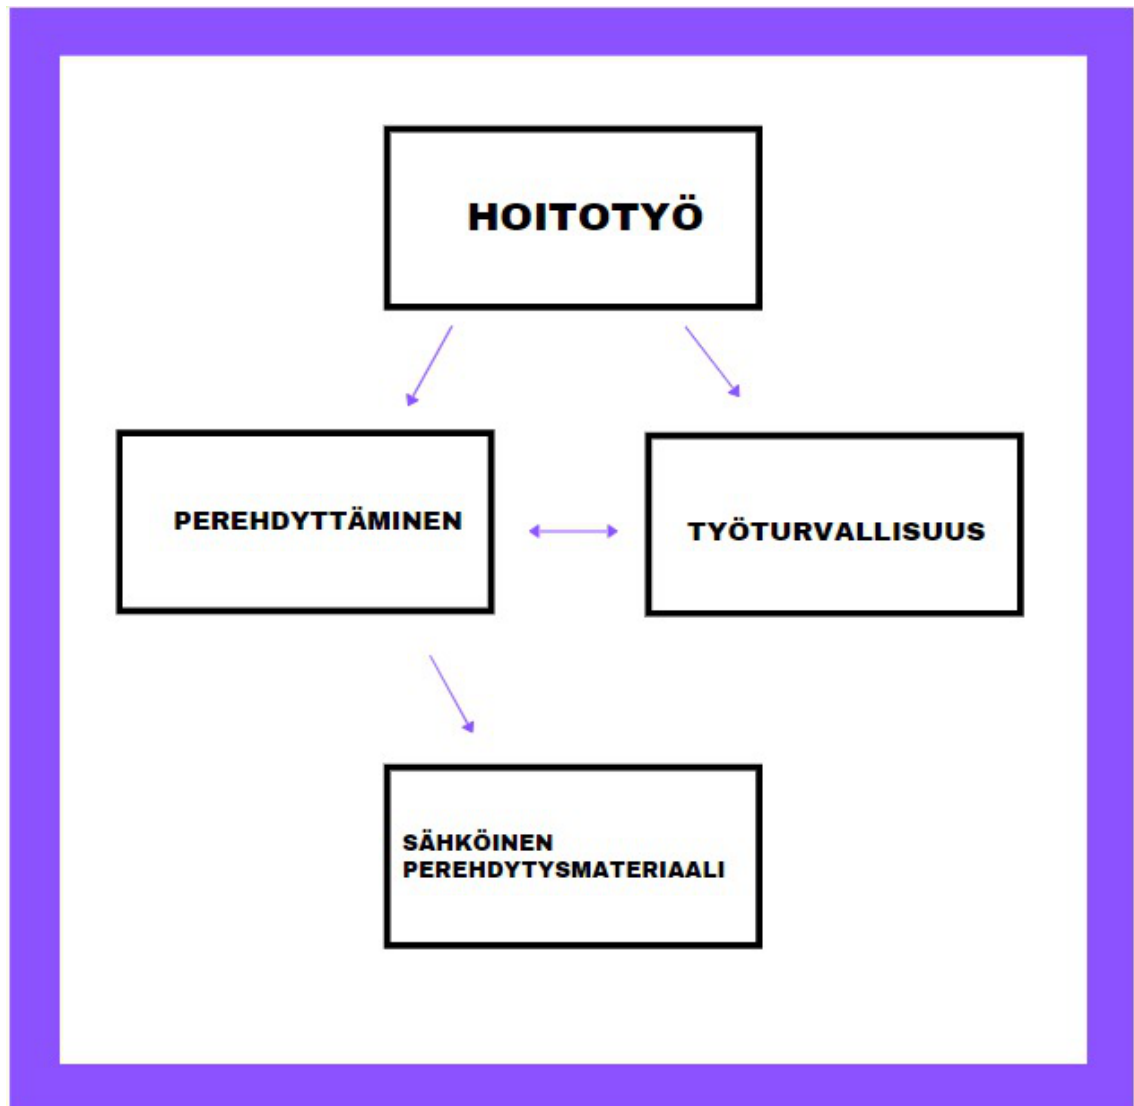 HOITOTYÖ
PEREHDYTTÄMINEN
TYÖTURVALLISUUS
SÄHKÖINEN
PEREHDYTYSMATERIAALI